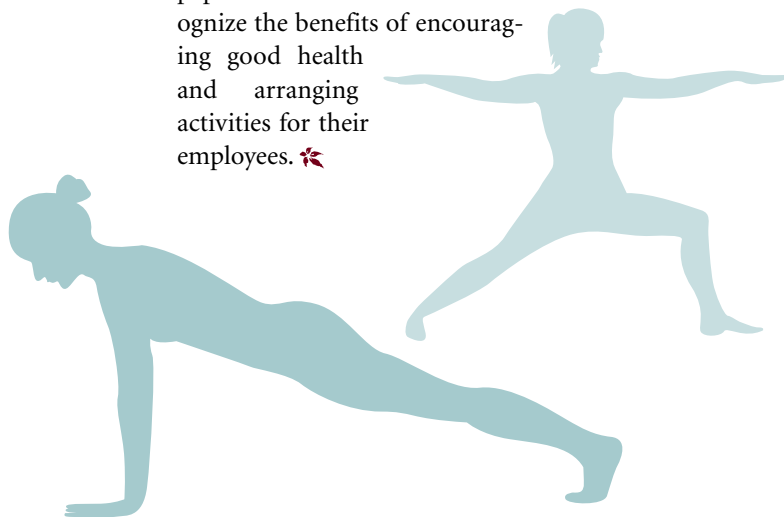 ognize the benefits of encourag-
ing good health
and arranging
activities for their
employees.